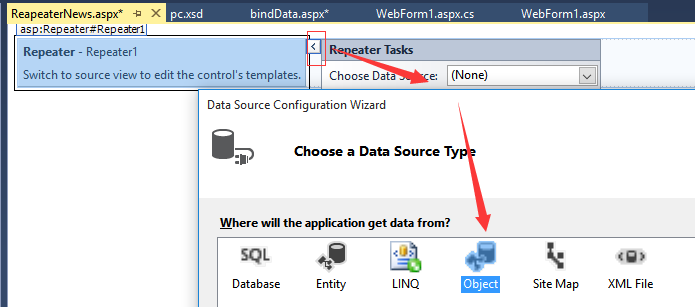 ReapeaterNews.aspx* pc.xsd bindData.aspx* WebForm1.aspx.cs WebForm1.aspx
asp:Repeater#Repeater1
Repeater - Repeater1
Switch to source view to edit the control's templates.
Repeater Tasks
Choose Data Source: (None)
Data Source Configuration Wizard
Choose a Data Source Type
Where will the application get data from?
SQL
Database Entity LINQ Object Site Map XML File